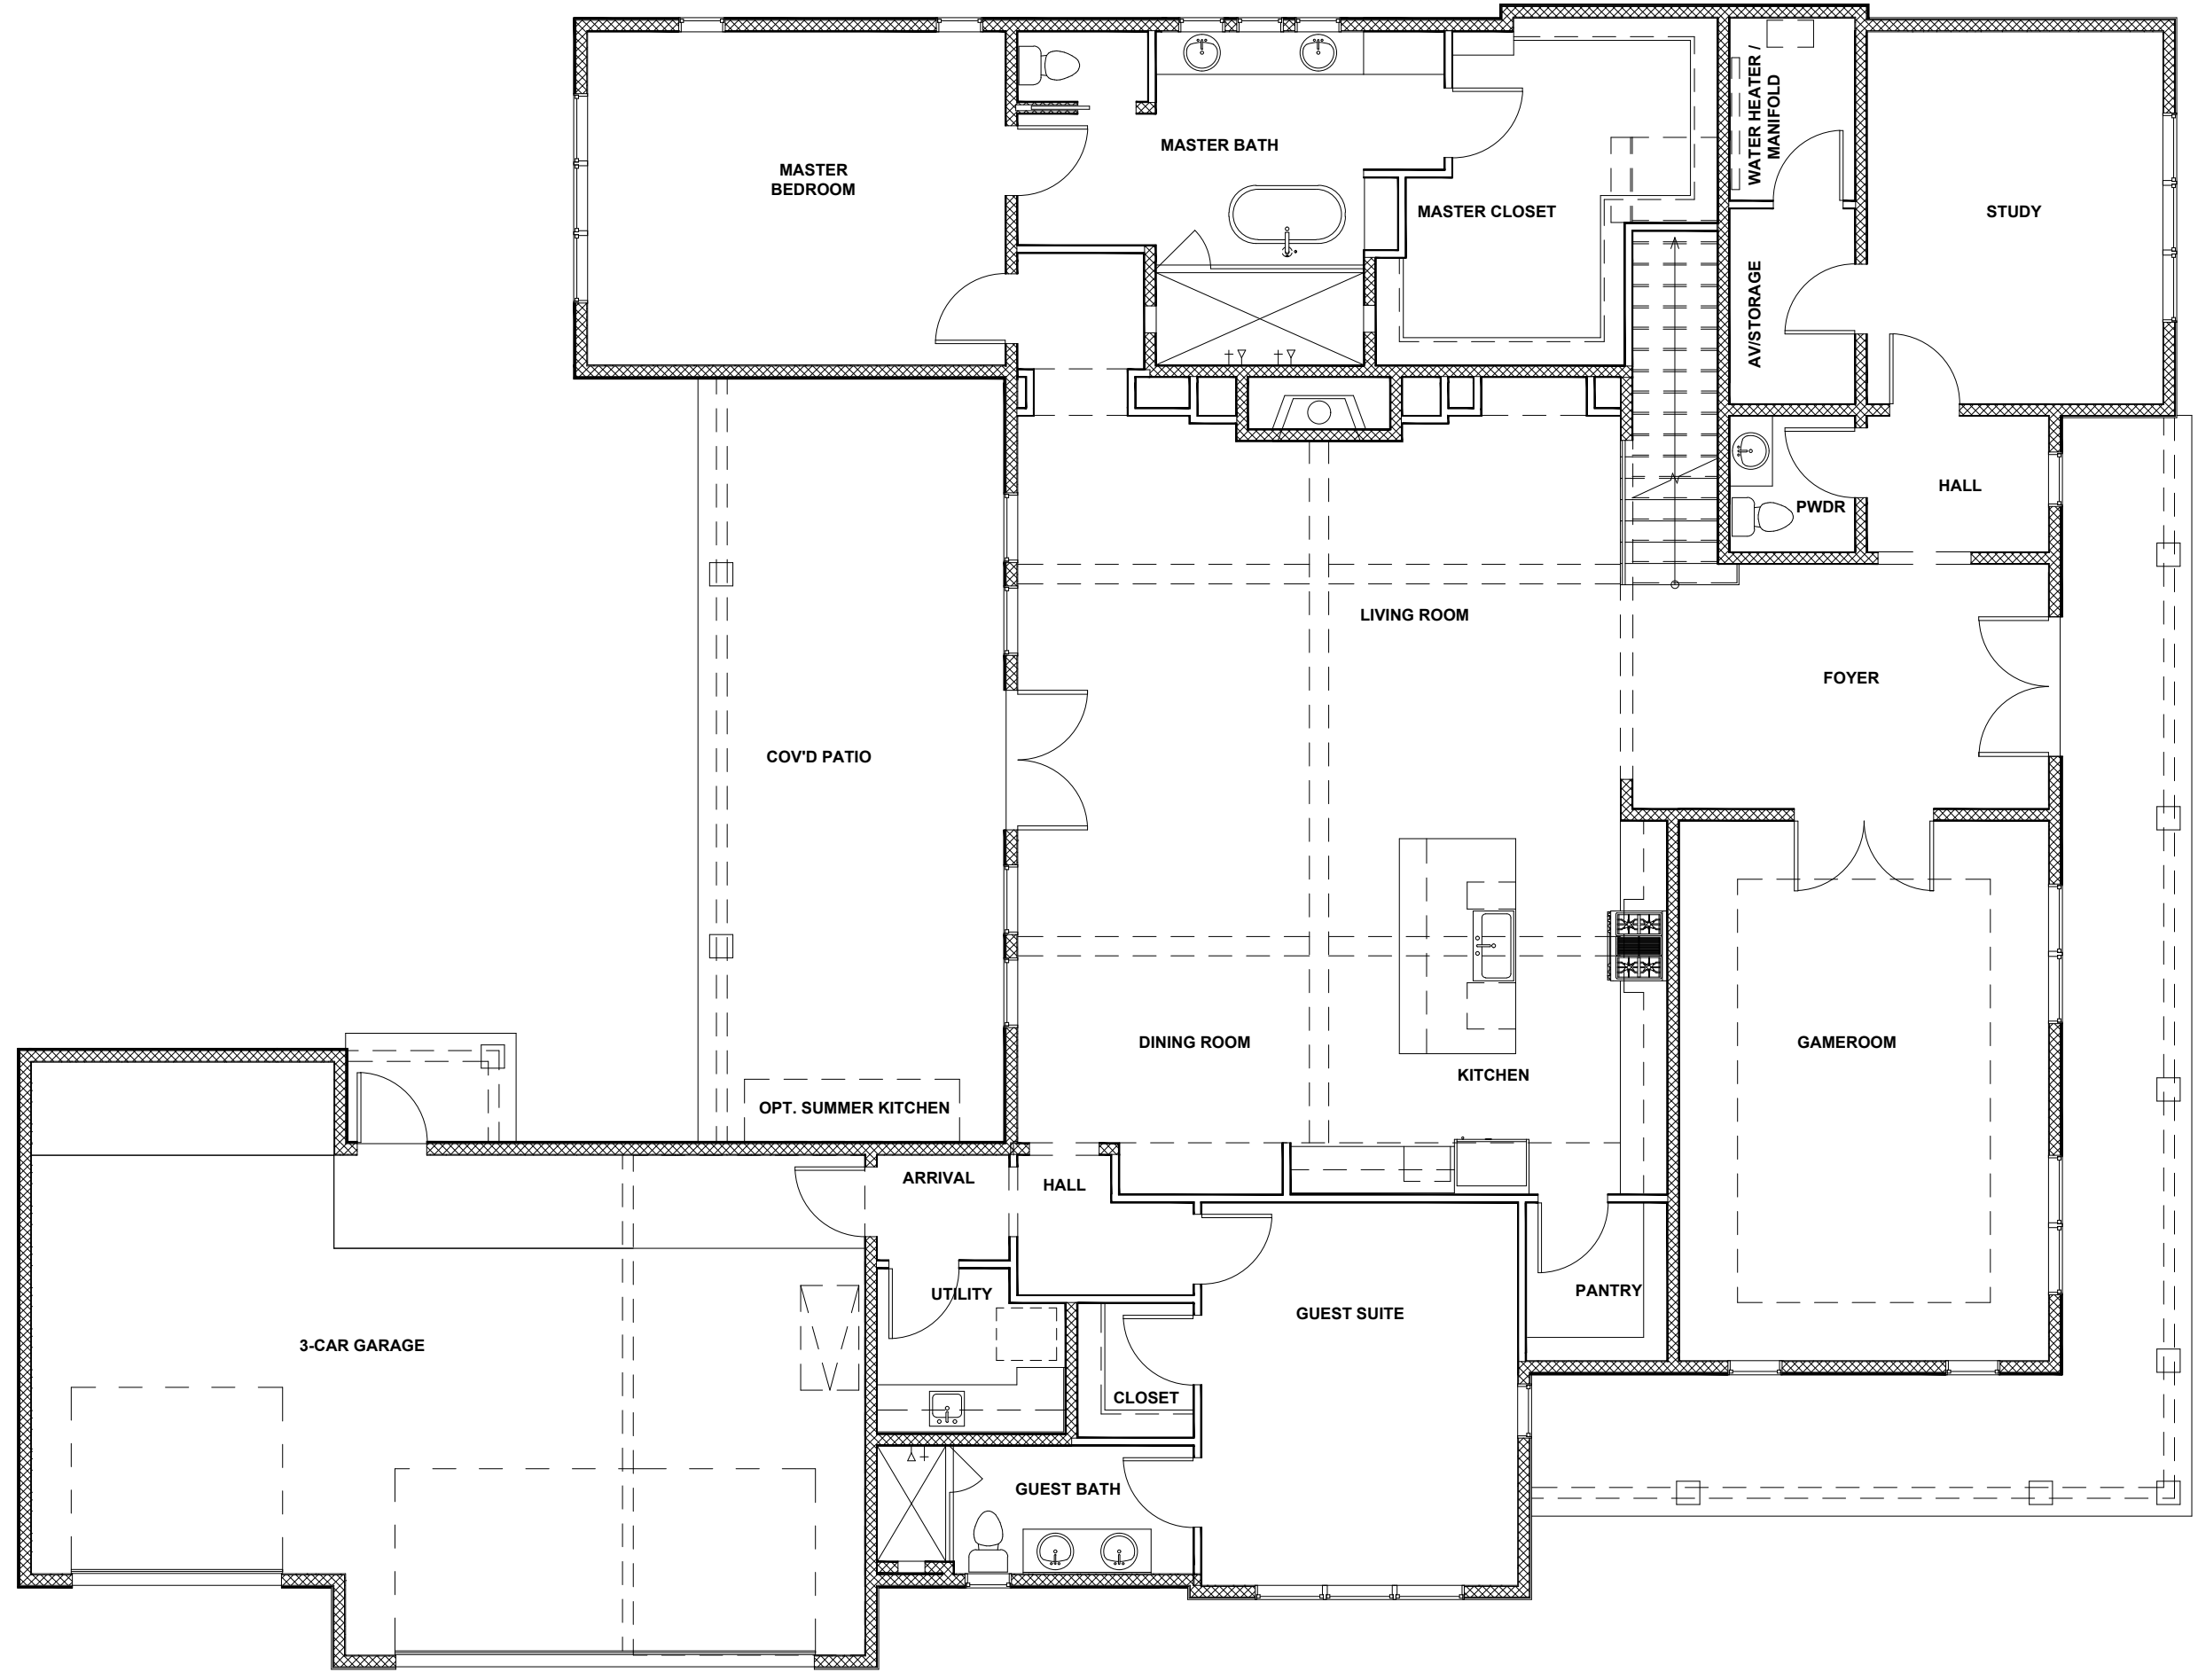 MASTER
BEDROOM
MASTER BATH
MASTER CLOSET
WATER HEATER /
MANIFOLD
STUDY
AV/STORAGE
HALL
PWDR
LIVING ROOM
FOYER
COV'D PATIO
DINING ROOM
KITCHEN
GAMEROOM
OPT. SUMMER KITCHEN
ARRIVAL
HALL
UTILITY
PANTRY
GUEST SUITE
3-CAR GARAGE
CLOSET
GUEST BATH